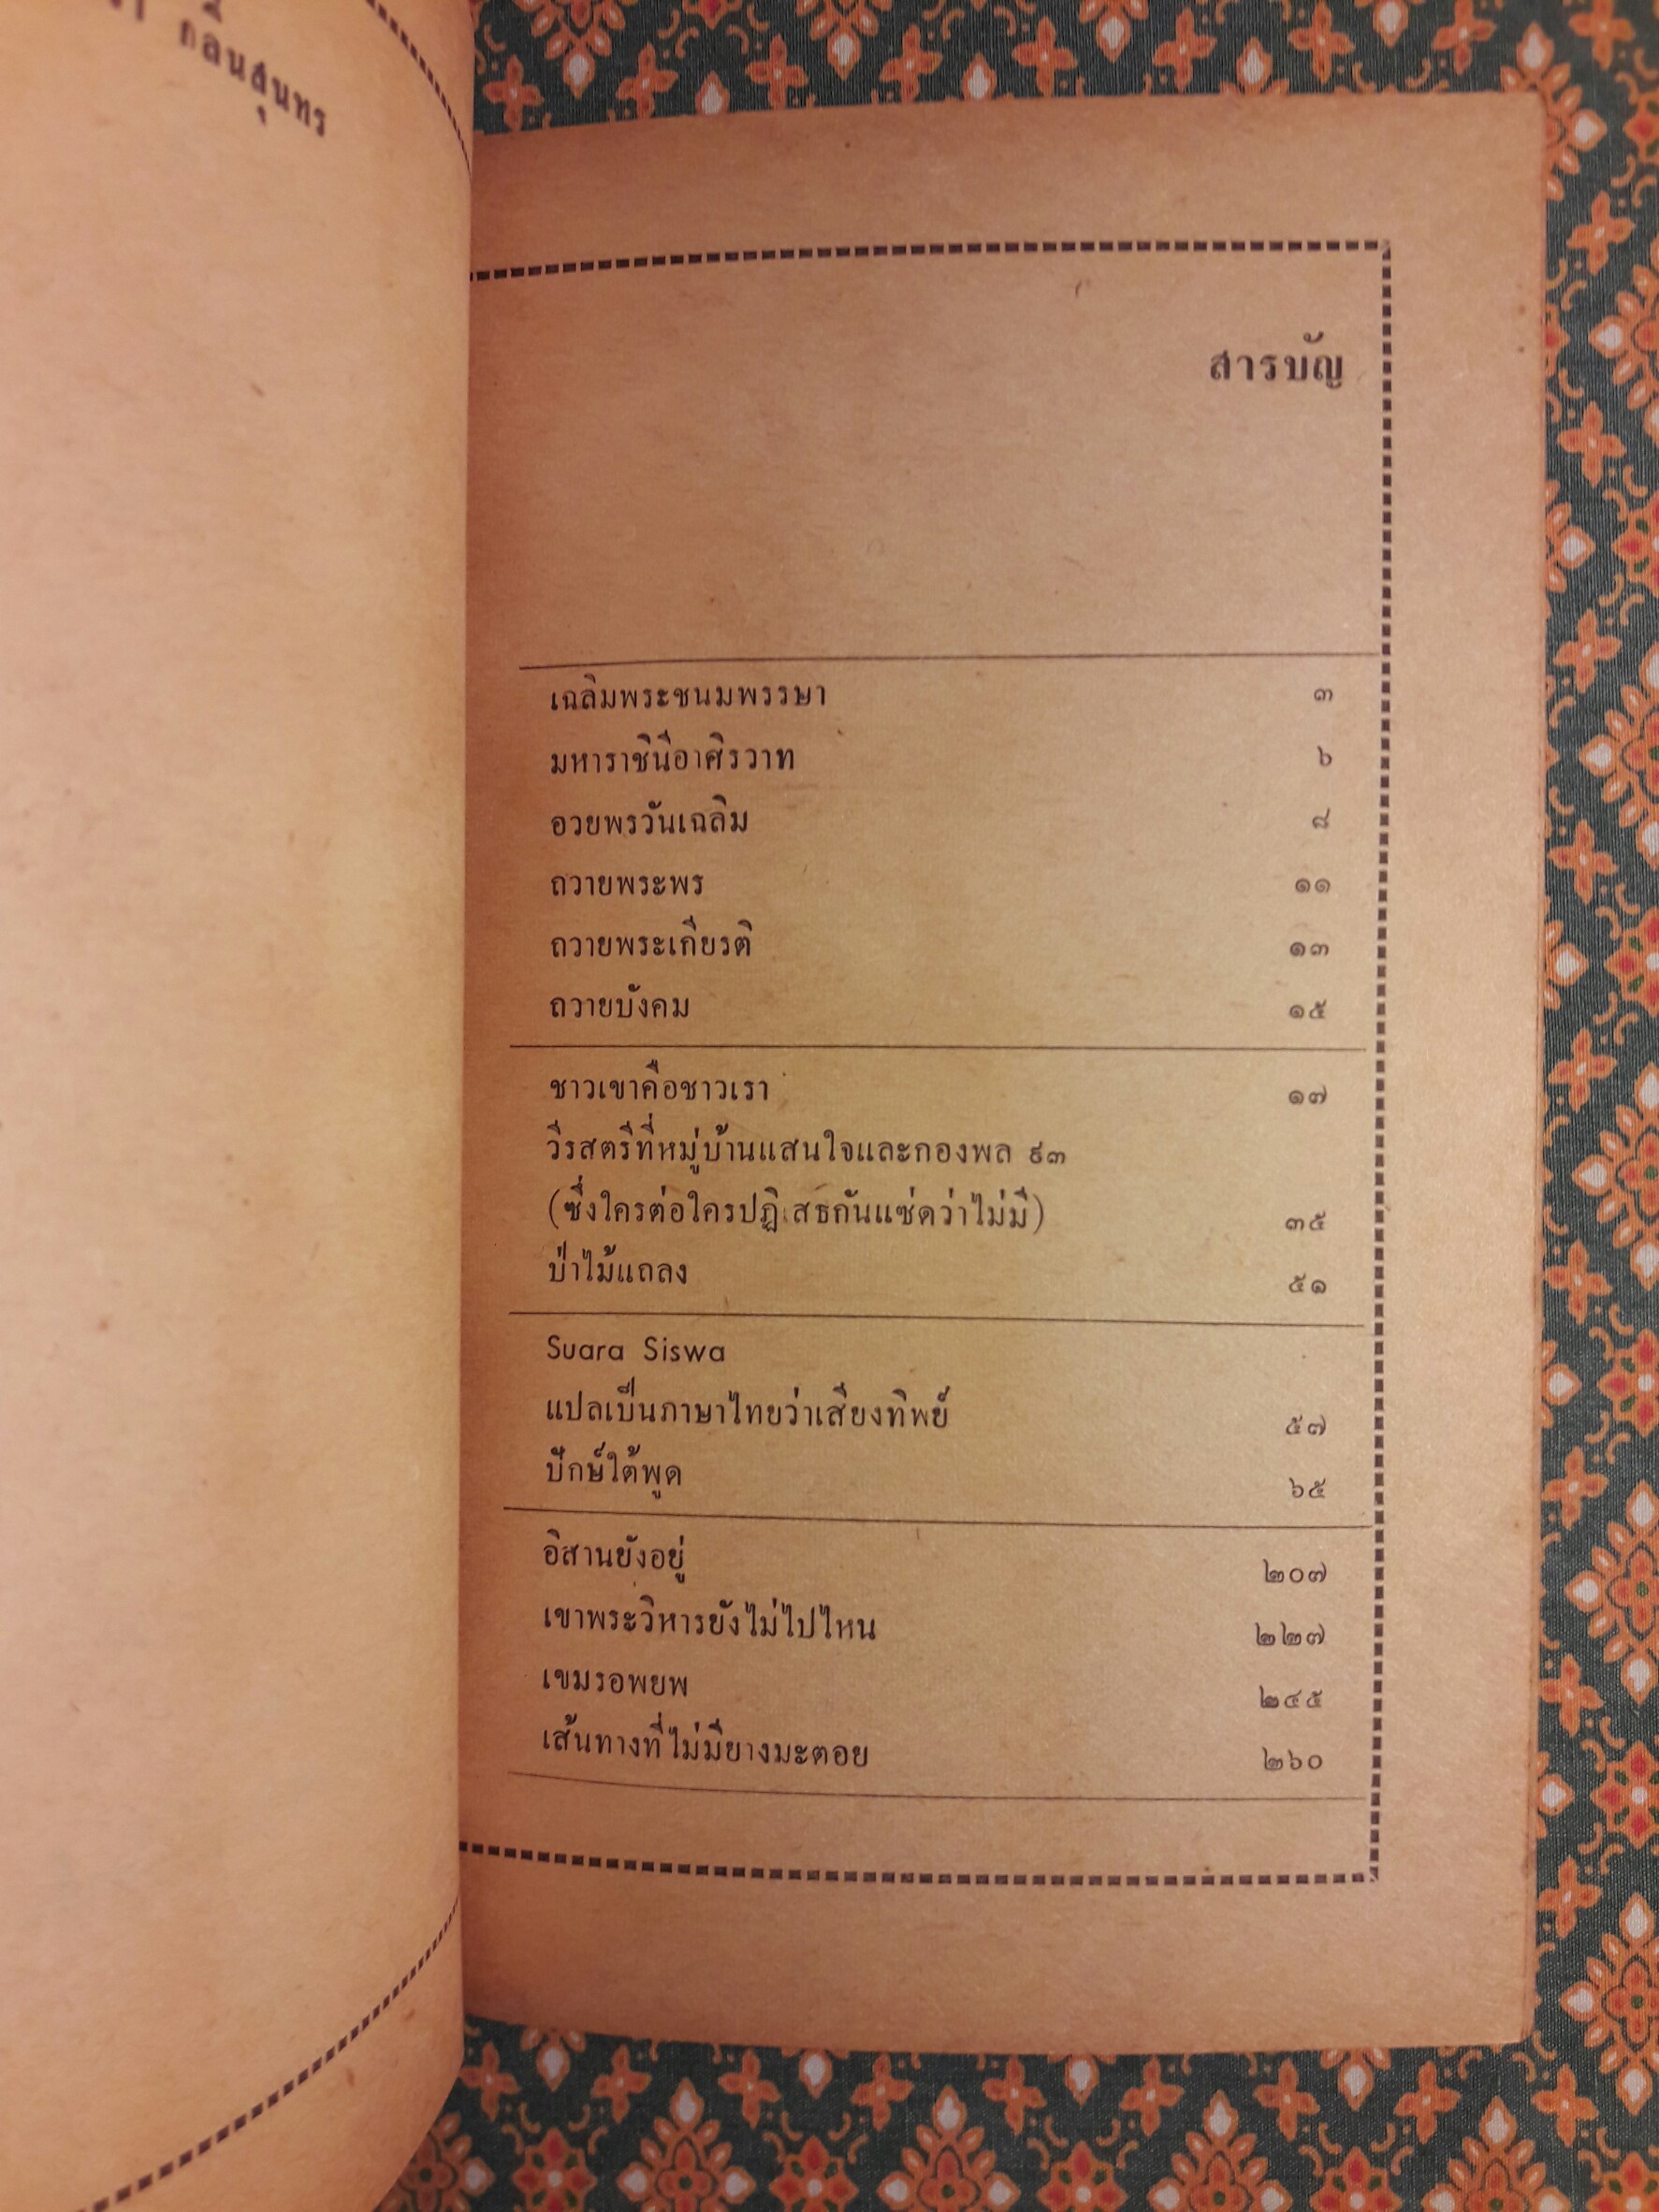 กลิ่นสุนทร
สารบัญ
เฉลิมพระชนมพรรษา ๓
มหาราชินีอาศิรวาท ๖
อวยพรวันเฉลิม ๘
ถวายพระพร ๑๑
ถวายพระเกียรติ ๑๓
ถวายบังคม ๑๕
ชาวเขาคือชาวเรา ๑๗
วีรสตรีที่หมู่บ้านแสนใจและกองพล ๙๓
(ซึ่งใครต่อใครปฏิเสธกันแซ่ดว่าไม่มี) ๓๕
ป่าไม้แถลง ๕๑
Suara Siswa
แปลเป็นภาษาไทยว่าเสียงทิพย์ ๕๗
ปักษ์ใต้พูด ๖๕
อิสานยังอยู่ ๒๐๗
เขาพระวิหารยังไม่ไปไหน ๒๒๗
เขมรอพยพ ๒๔๕
เส้นทางที่ไม่มียางมะตอย ๒๖๐